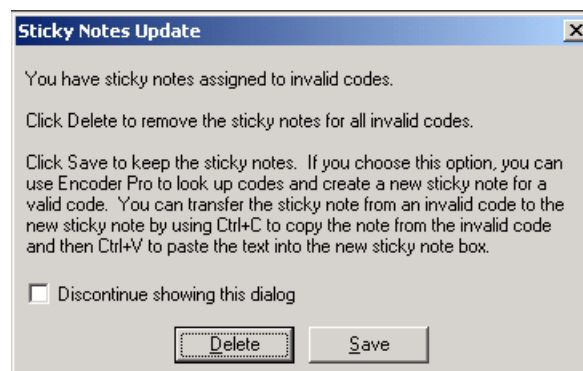 Sticky Notes Update
You have sticky notes assigned to invalid codes.
Click Delete to remove the sticky notes for all invalid codes.
Click Save to keep the sticky notes.  If you choose this option, you can
use Encoder Pro to look up codes and create a new sticky note for a
valid code.  You can transfer the sticky note from an invalid code to the
new sticky note by using Ctrl+C to copy the note from the invalid code
and then Ctrl+V to paste the text into the new sticky note box.
Discontinue showing this dialog
Delete Save